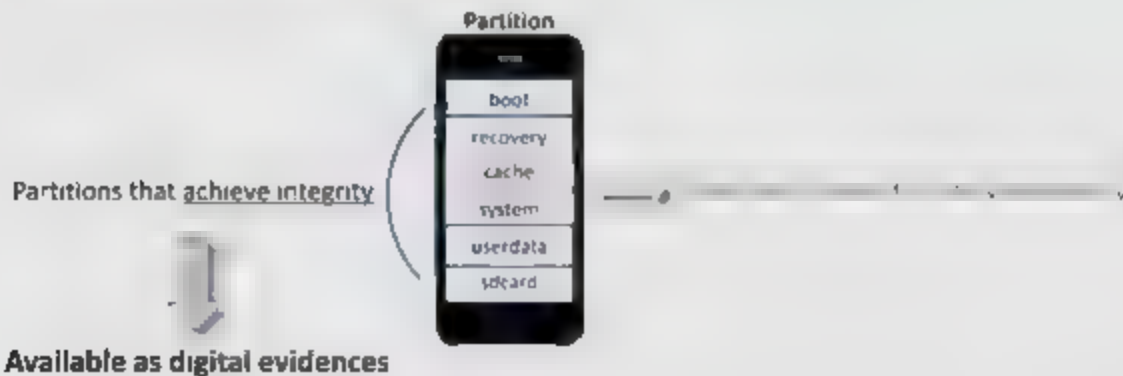 Partition
boot
recovery
cache
system
userdata
sdcard
Partitions that achieve integrity
Available as digital evidences